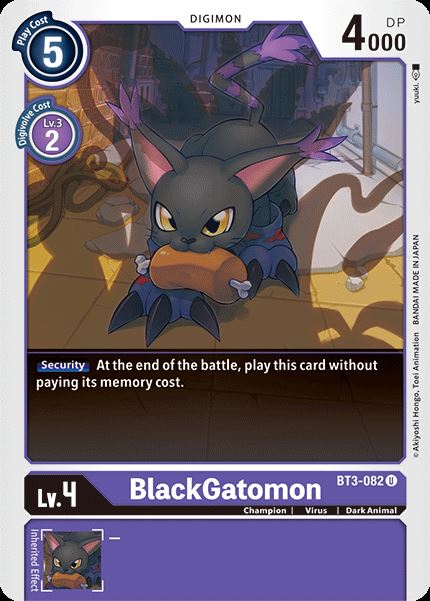 DIGIMON
Play Cost
5
DP
4000
Digivolve Cost
Lv.3
2
yuuki.
© Akiyoshi Hongo, Toei Animation BANDAI MADE IN JAPAN
Security At the end of the battle, play this card without
paying its memory cost.
Lv.4
BlackGatomon
BT3-082 U
Champion | Virus | Dark Animal
Inherited Effect
—